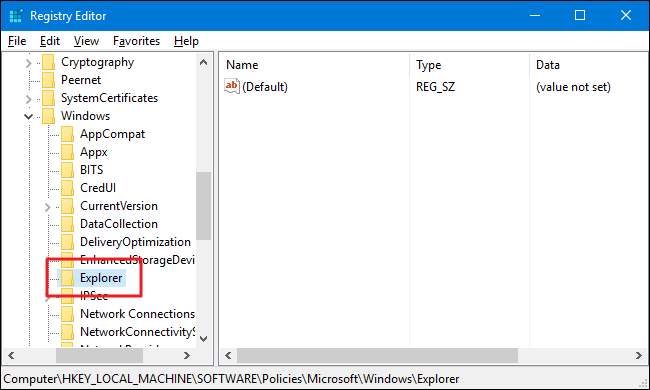 Registry Editor
File Edit View Favorites Help
Cryptography
Peernet
SystemCertificates
Windows
AppCompat
Appx
BITS
CredUI
CurrentVersion
DataCollection
DeliveryOptimization
EnhancedStorageDevi
Explorer
IPSec
Network Connections
NetworkConnectivityS
Name Type Data
ab (Default) REG_SZ (value not set)
Computer\HKEY_LOCAL_MACHINE\SOFTWARE\Policies\Microsoft\Windows\Explorer